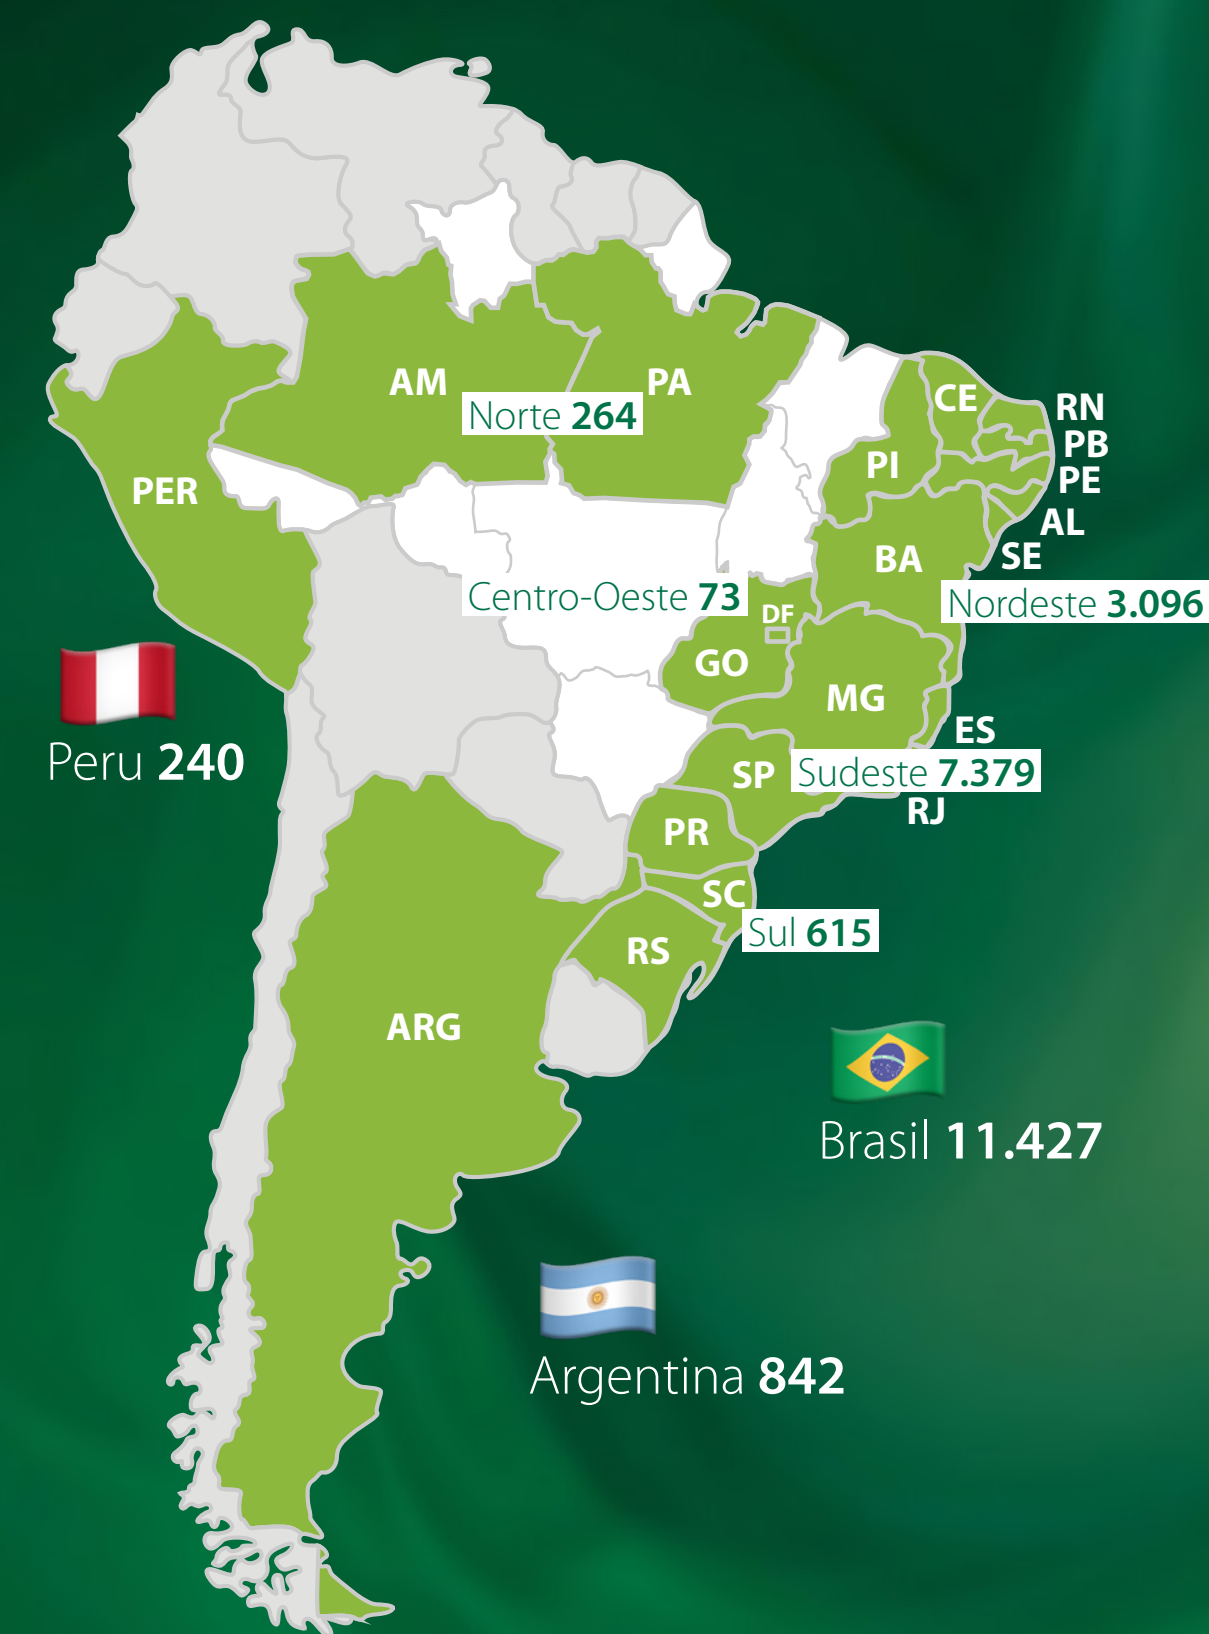 AM
PA
Norte 264
CE
RN
PB
PI
PE
PER
AL
BA
SE
Centro-Oeste 73
Nordeste 3.096
DF
GO
MG
ES
Peru 240
SP
Sudeste 7.379
RJ
PR
SC
Sul 615
RS
ARG
Brasil 11.427
Argentina 842